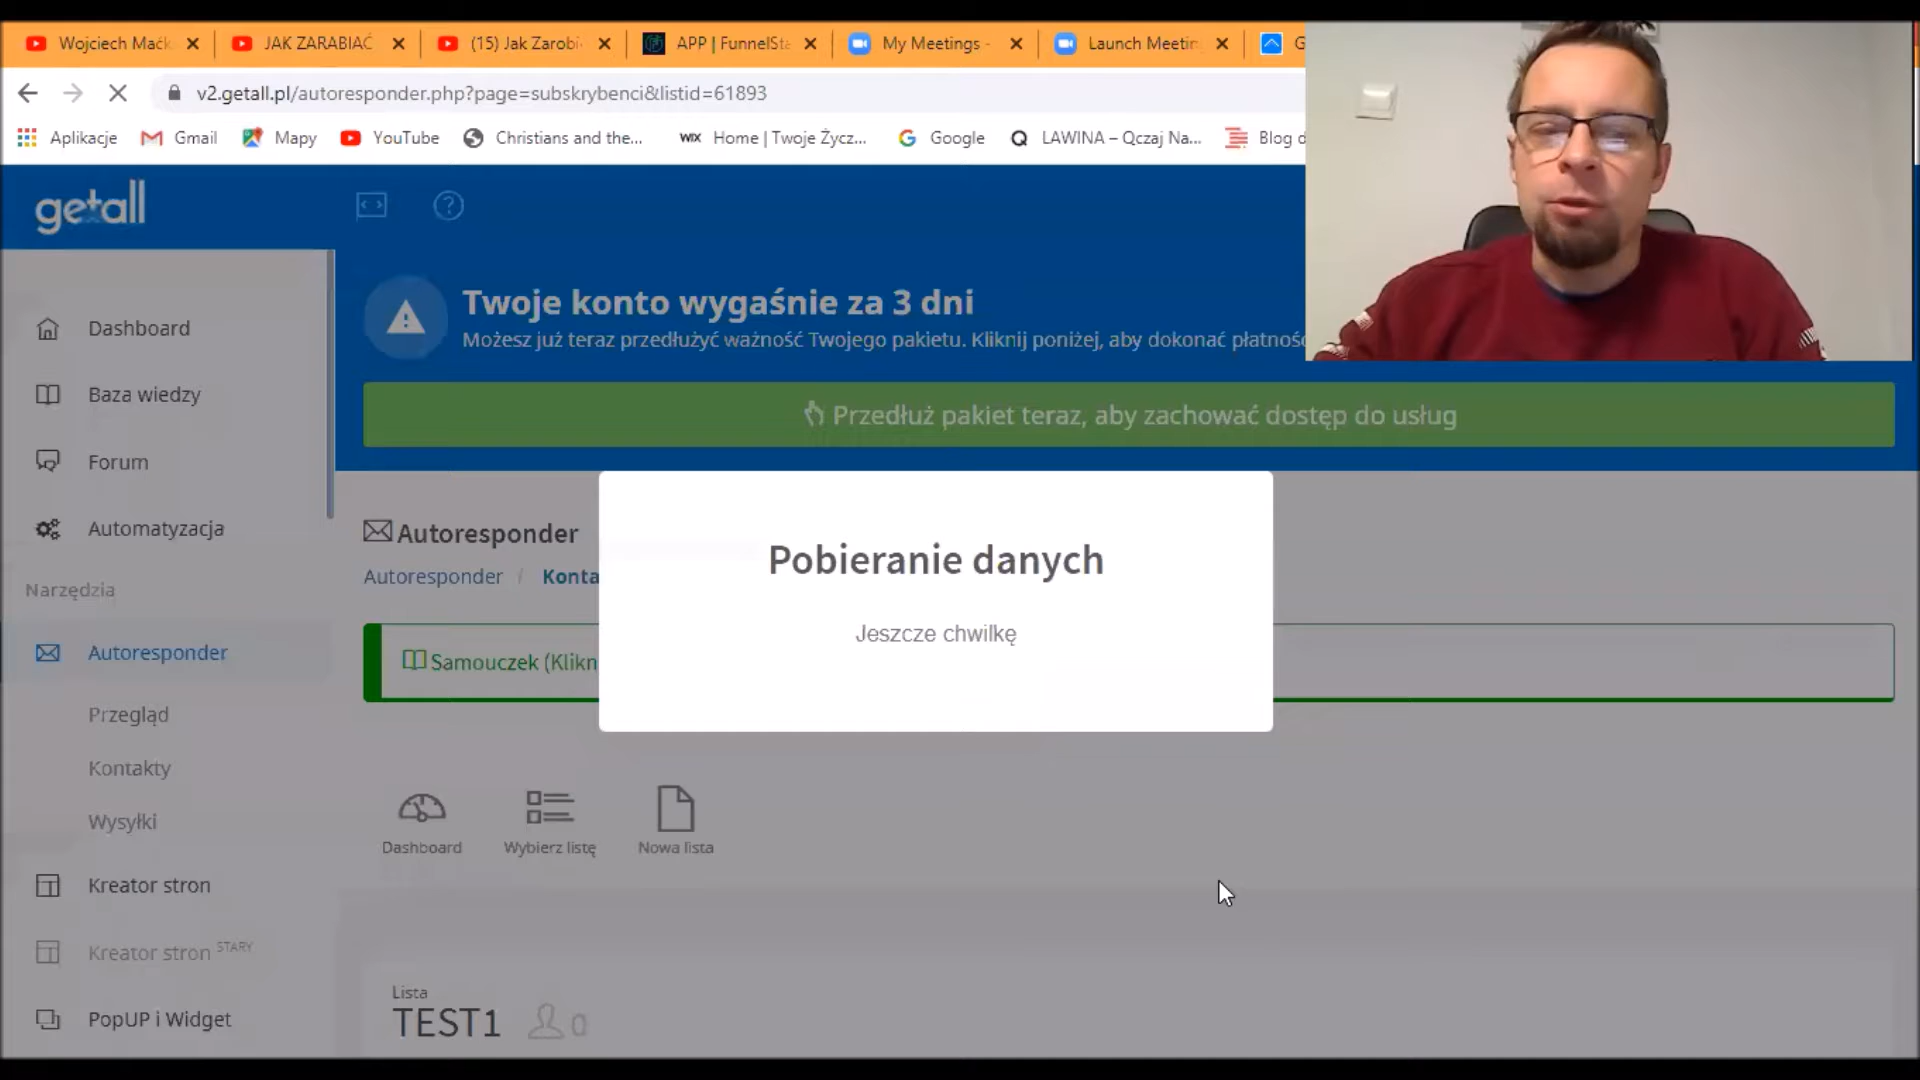 Wojciech Maćk
JAK ZARABIAĆ
(15) Jak Zarobi
APP | FunnelSta
My Meetings -
Launch Meetin
G
v2.getall.pl/autoresponder.php?page=subskrybenci&listid=61893
Aplikacje
Gmail
Mapy
YouTube
Christians and the...
WIX
Home | Twoje Życz...
Google
LAWINA – Qczaj Na...
Blog d
getall
Twoje konto wygaśnie za 3 dni
Możesz już teraz przedłużyć ważność Twojego pakietu. Kliknij poniżej, aby dokonać płatnoś
Przedłuż pakiet teraz, aby zachować dostęp do usług
Dashboard
Baza wiedzy
Forum
Automatyzacja
Narzędzia
Autoresponder
Przegląd
Kontakty
Wysyłki
Kreator stron
Kreator stron STARY
PopUP i Widget
Autoresponder
Autoresponder / Konta
Samouczek (Klikn
Pobieranie danych
Jeszcze chwilkę
Dashboard
Wybierz listę
Nowa lista
Lista
TEST1 0